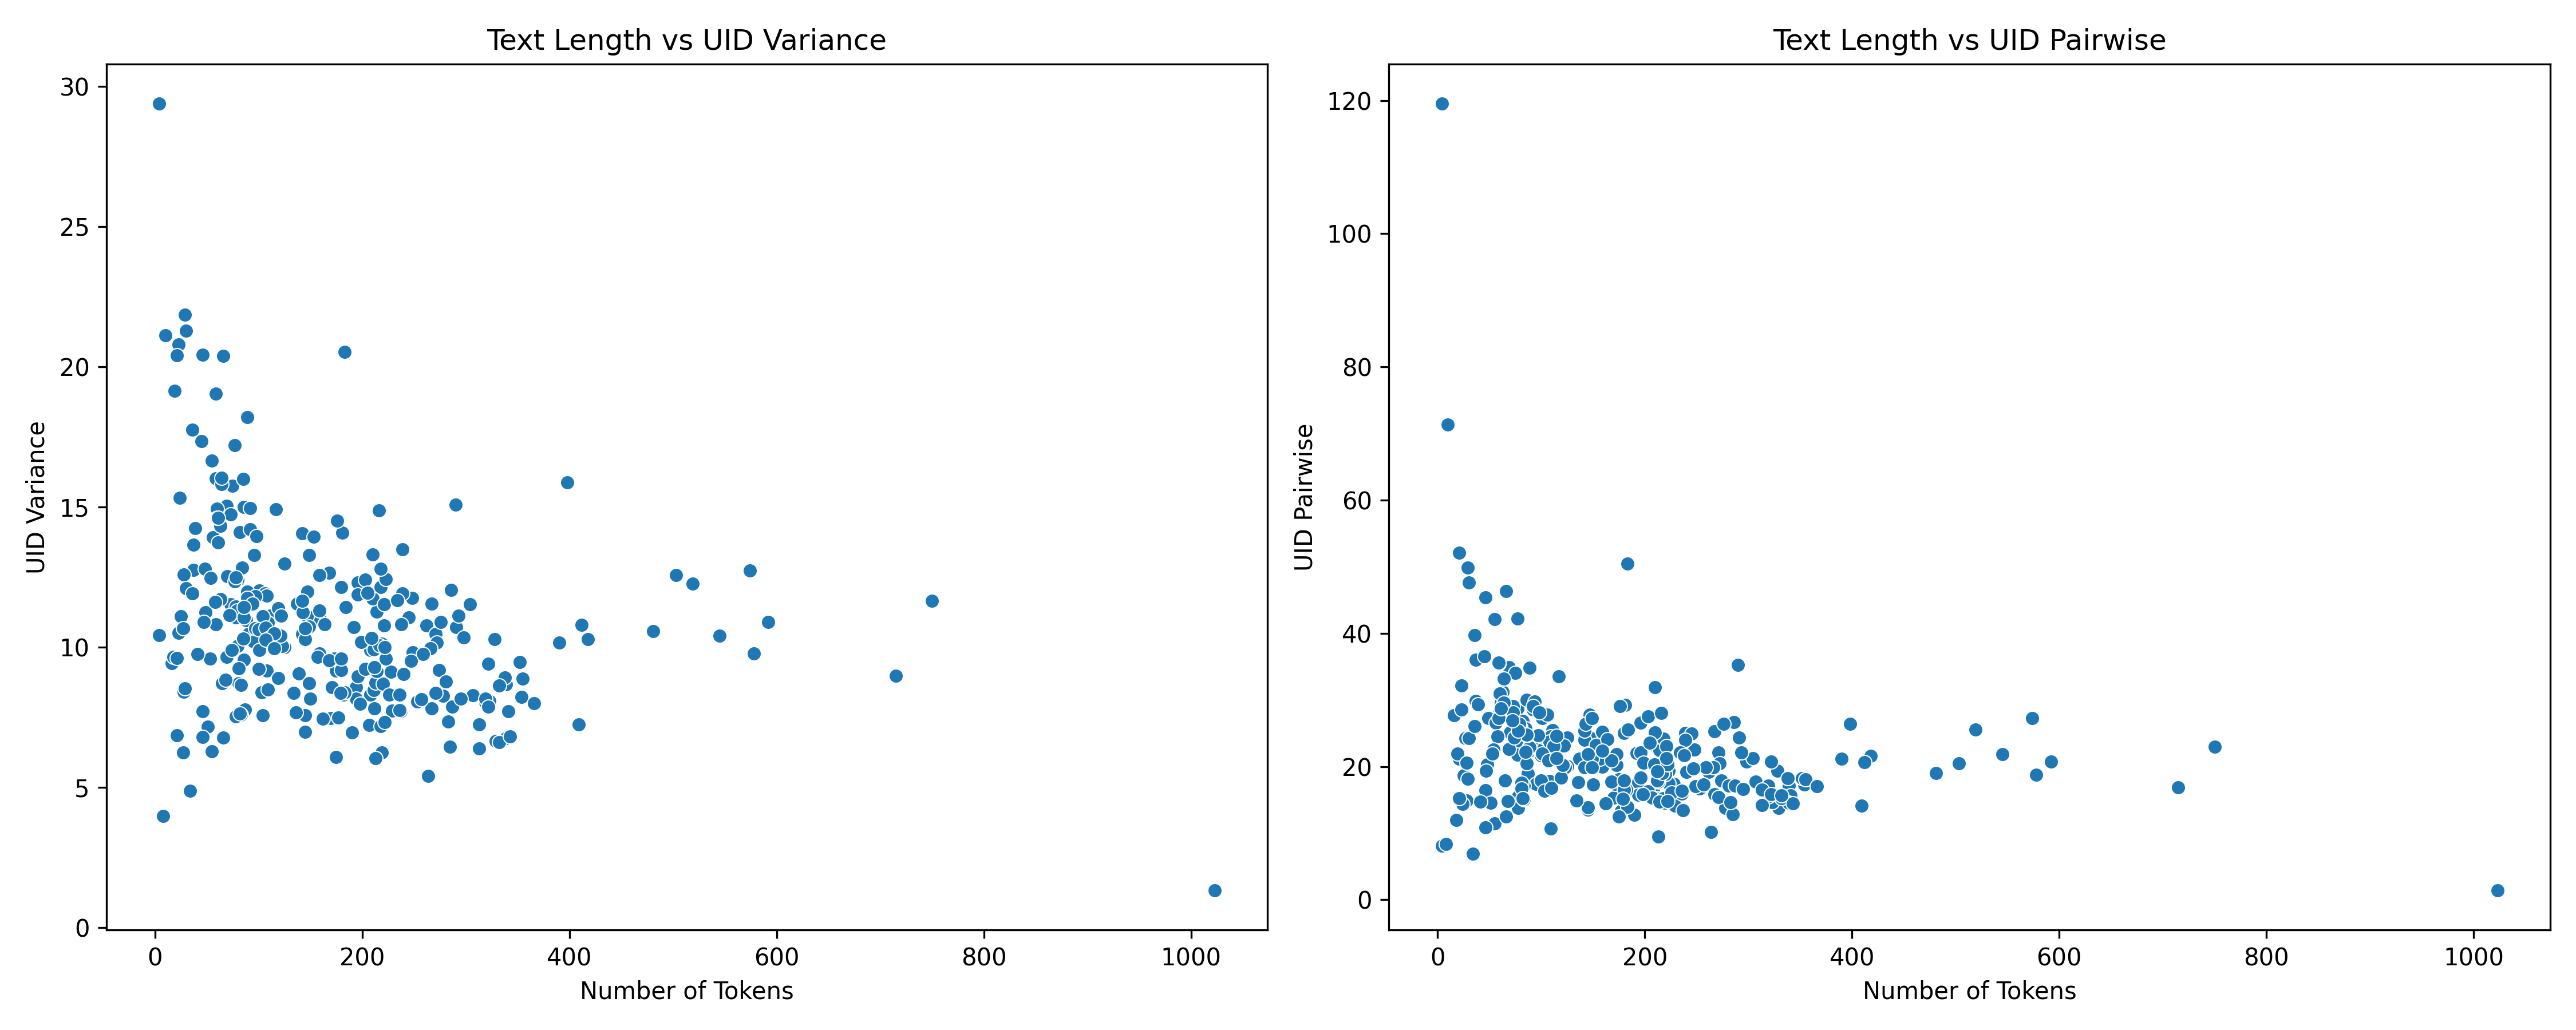 Text Length vs UID Variance
30
25
20
15
10
5
0
UID Variance
0 200 400 600 800 1000
Number of Tokens
Text Length vs UID Pairwise
120
100
80
60
40
20
0
UID Pairwise
0 200 400 600 800 1000
Number of Tokens